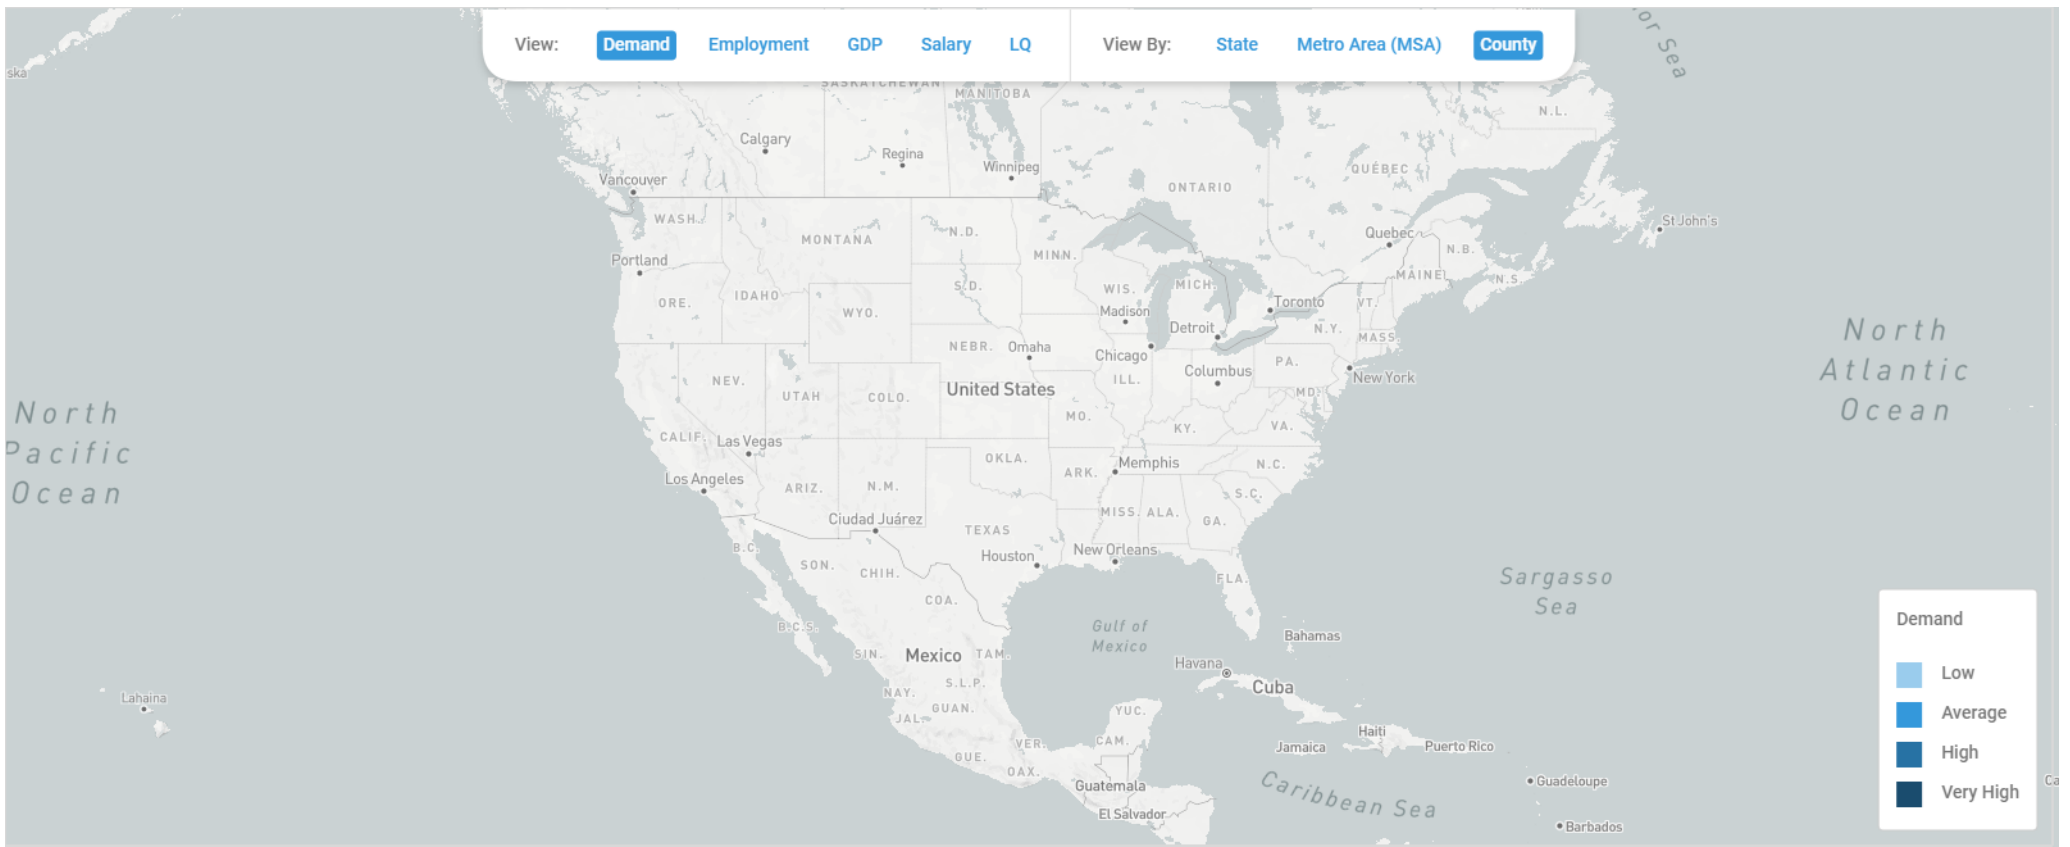 View: Demand Employment GDP Salary LQ View By: State Metro Area (MSA) County
ska
SASKATCHEWAN
MANITOBA
N.L.
Calgary
Regina
Winnipeg
QUÉBEC
Vancouver
ONTARIO
WASH.
St John's
MONTANA
N.D.
Quebec
N.B.
MINN.
Portland
MAINE
N.S.
S.D.
MICH.
WIS.
IDAHO
ORE.
Toronto
VT.
WYO.
Madison
Detroit
N.Y.
MASS.
North
Atlantic
Ocean
NEBR.
Omaha
Chicago
PA.
Columbus
New York
NEV.
ILL.
United States
UTAH
COLO.
MD.
North
Pacific
Ocean
MO.
KY.
VA.
CALIF.
Las Vegas
OKLA.
Memphis
N.C.
ARK.
Los Angeles
ARIZ.
N.M.
S.C.
MISS.
ALA.
GA.
Ciudad Juárez
TEXAS
B.C.
Houston
New Orleans
SON.
CHIH.
FLA.
Sargasso
Sea
COA.
B.C.S.
Gulf of
Mexico
Bahamas
SIN.
Mexico
TAM.
Havana
Cuba
S.L.P.
NAY.
Lahaina
GUAN.
JAL.
YUC.
VER.
CAM.
Haiti
Jamaica
Puerto Rico
GUE.
OAX.
Guatemala
Caribbean Sea
Guadeloupe
El Salvador
Barbados
Demand
Low
Average
High
Very High
Ca